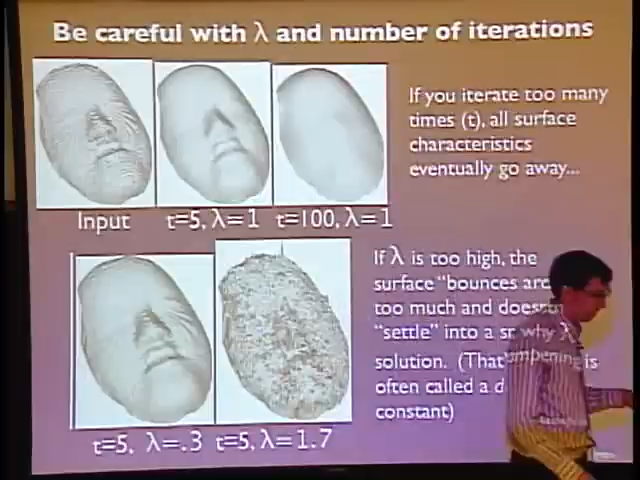 Be careful with λ and number of iterations
If you iterate too many
times (t), all surface
characteristics
eventually go away...
Input t=5, λ=1 t=100, λ=1
If λ is too high, the
surface "bounces
too much and
"settle" into a why λ
solution. (That is
often called a
constant)
t=5, λ=.3 t=5, λ=1.7